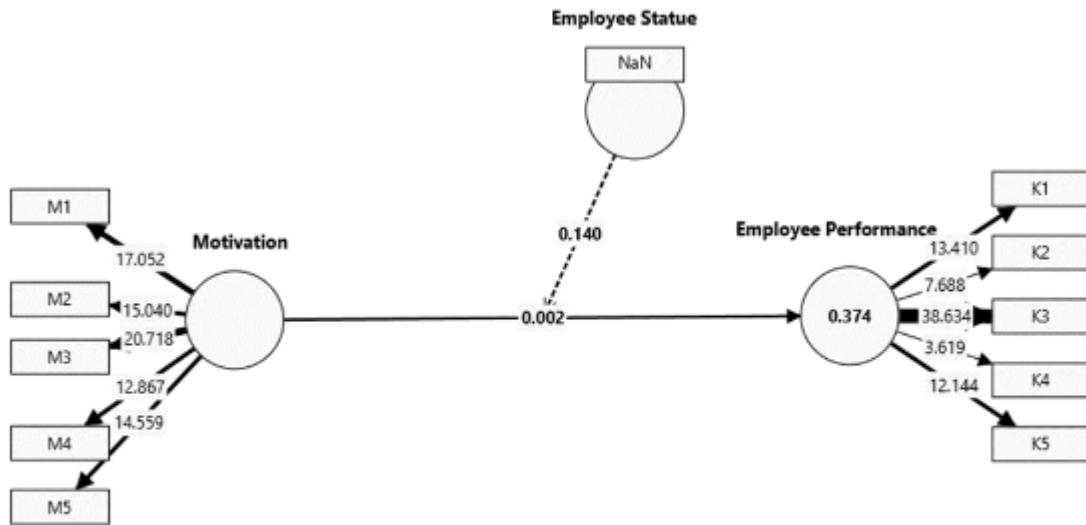 Employee Statue
NaN
0.140
Motivation
M1
M2
M3
M4
M5
17.052
15.040
20.718
12.867
14.559
0.002
Employee Performance
0.374
13.410
7.688
38.634
3.619
12.144
K1
K2
K3
K4
K5